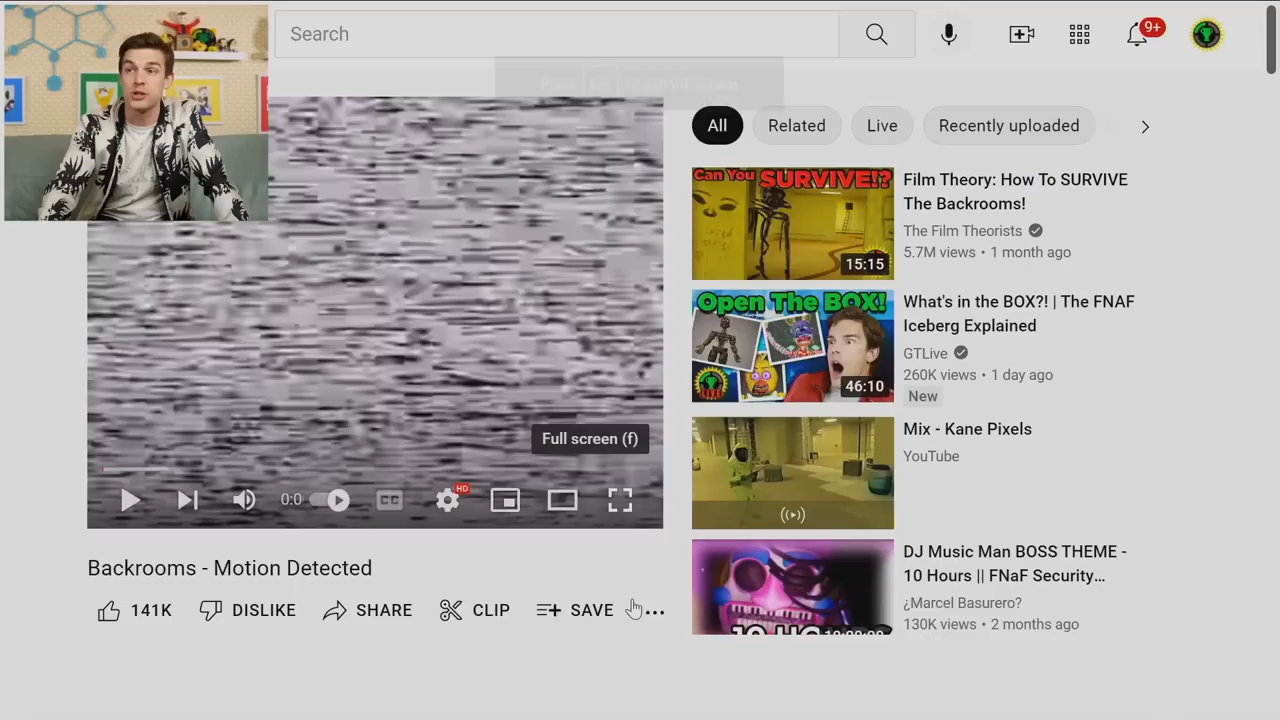 Search
9+
All
Related
Live
Recently uploaded
Full screen (f)
0:0
CC
HD
Backrooms - Motion Detected
141K
DISLIKE
SHARE
CLIP
SAVE
Can You SURVIVE!?
15:15
Film Theory: How To SURVIVE
The Backrooms!
The Film Theorists
5.7M views • 1 month ago
Open The BOX!
46:10
What's in the BOX?! | The FNAF
Iceberg Explained
GTLive
260K views • 1 day ago
New
Mix - Kane Pixels
YouTube
DJ Music Man BOSS THEME -
10 Hours || FNaF Security...
¿Marcel Basurero?
130K views • 2 months ago